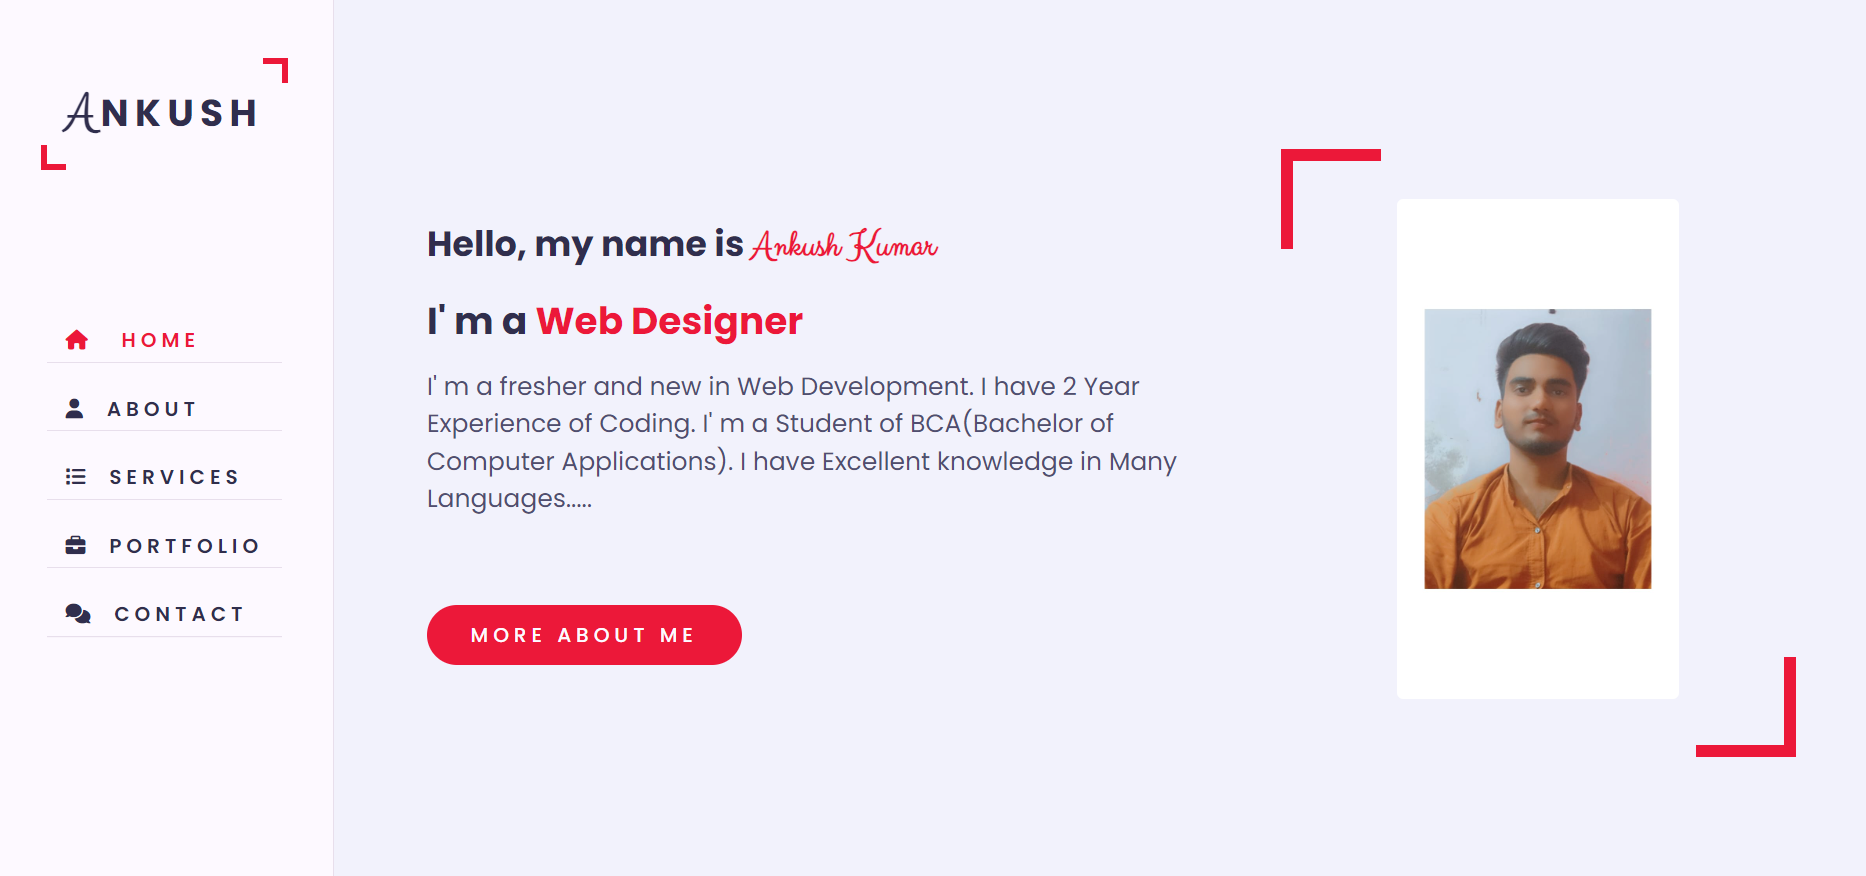 ANKUSH
HOME
ABOUT
SERVICES
PORTFOLIO
CONTACT
Hello, my name is Ankush Kumar
I' m a Web Designer
I' m a fresher and new in Web Development. I have 2 Year
Experience of Coding. I' m a Student of BCA(Bachelor of
Computer Applications). I have Excellent knowledge in Many
Languages.....
MORE ABOUT ME